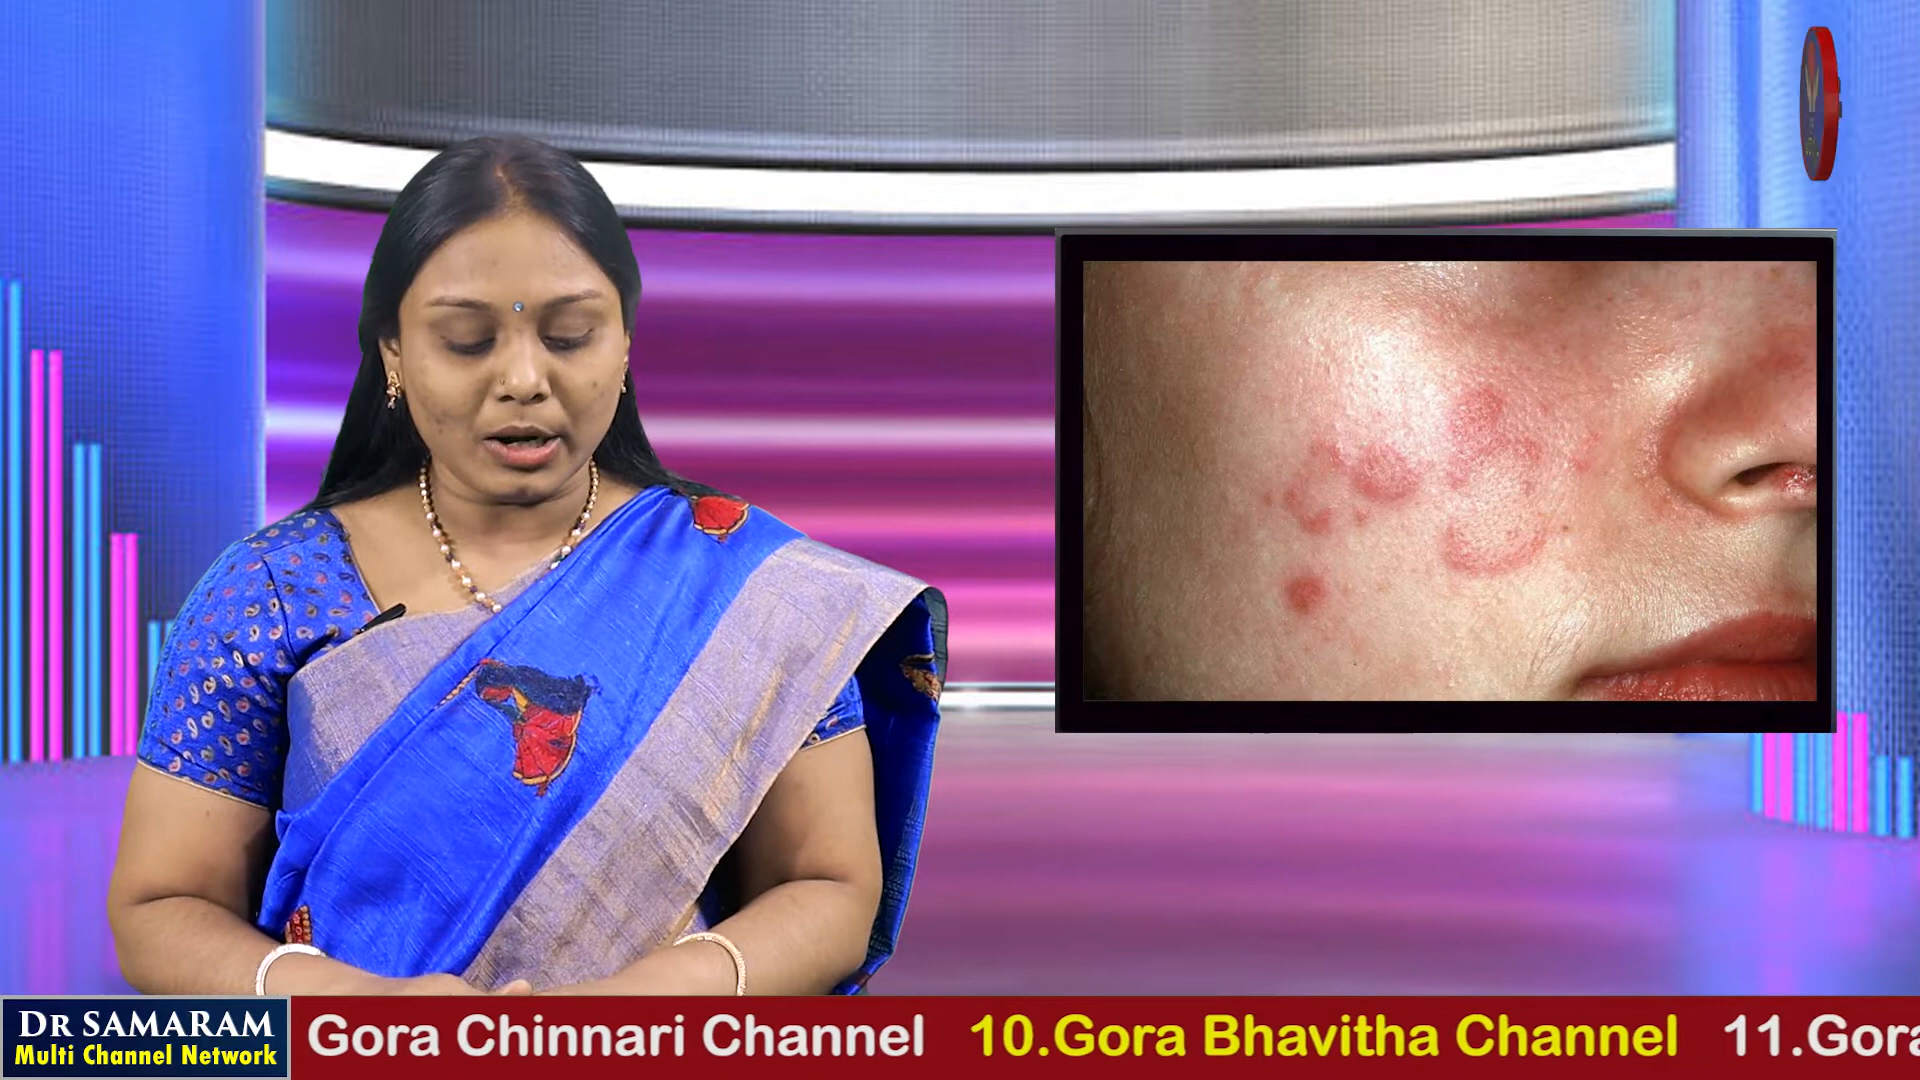 DR SAMARAM
Multi Channel Network
Gora Chinnari Channel 10.Gora Bhavitha Channel 11.Gora